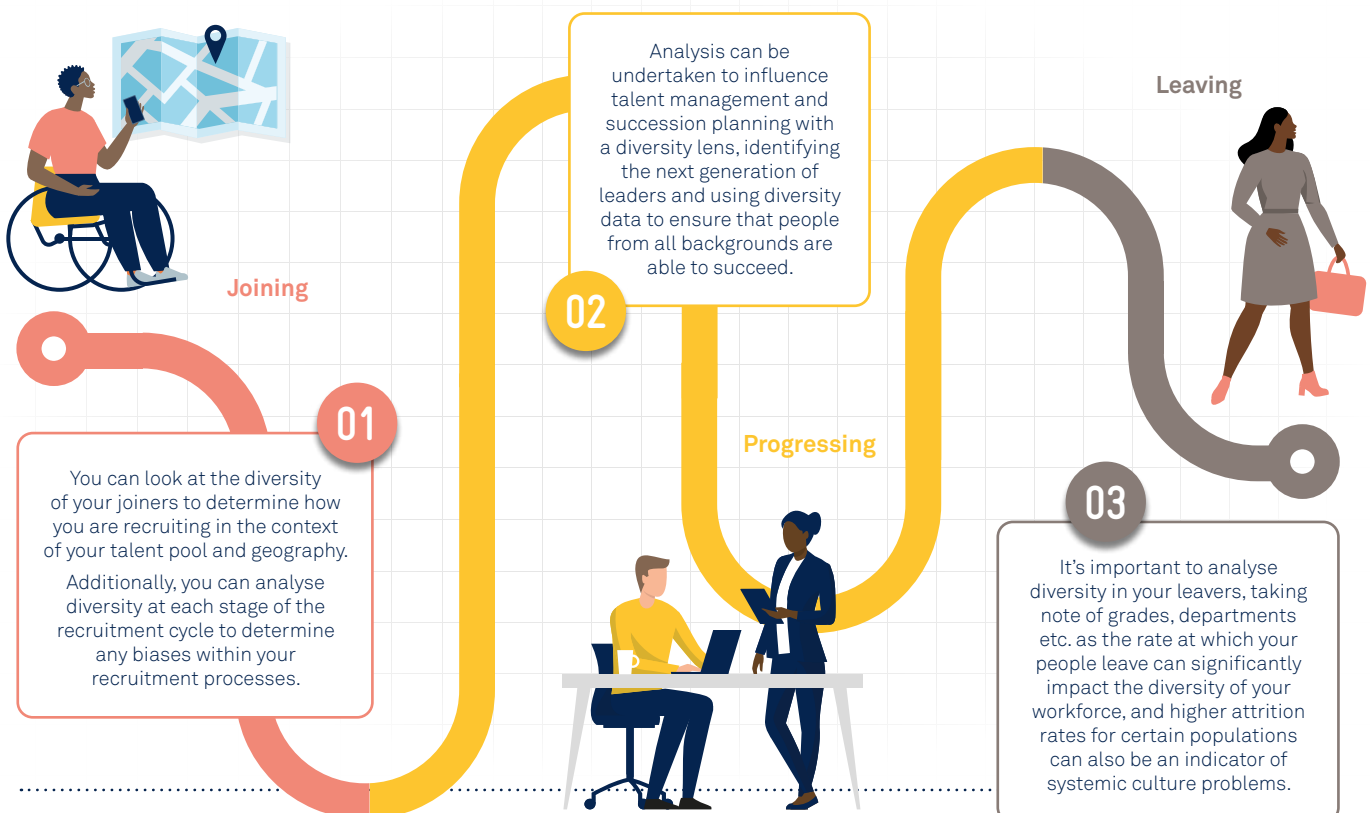 Joining
01
You can look at the diversity
of your joiners to determine how
you are recruiting in the context
of your talent pool and geography.
Additionally, you can analyse
diversity at each stage of the
recruitment cycle to determine
any biases within your
recruitment processes.
Analysis can be
undertaken to influence
talent management and
succession planning with
a diversity lens, identifying
the next generation of
leaders and using diversity
data to ensure that people
from all backgrounds are
able to succeed.
02
Progressing
Leaving
03
It’s important to analyse
diversity in your leavers, taking
note of grades, departments
etc. as the rate at which your
people leave can significantly
impact the diversity of your
workforce, and higher attrition
rates for certain populations
can also be an indicator of
systemic culture problems.